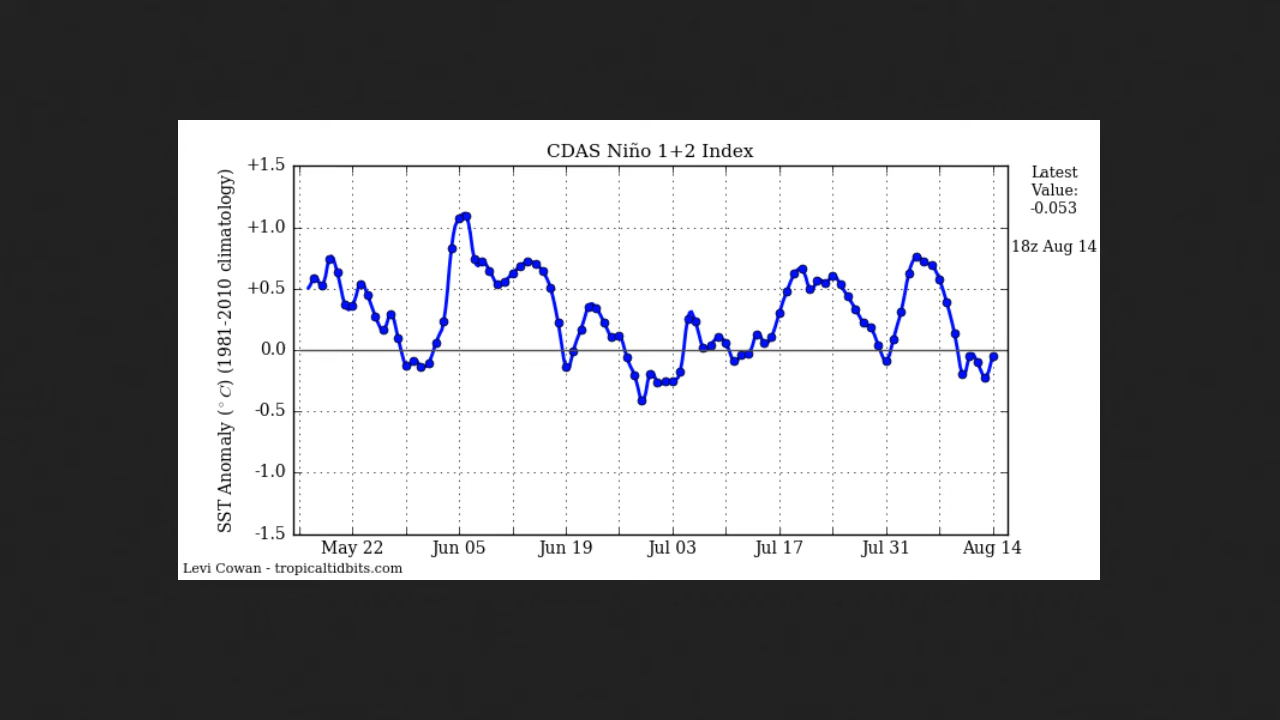 CDAS Niño 1+2 Index
SST Anomaly (°C) (1981-2010 climatology)
+1.5
+1.0
+0.5
0.0
-0.5
-1.0
-1.5
May 22
Jun 05
Jun 19
Jul 03
Jul 17
Jul 31
Aug 14
Latest
Value:
-0.053
18z Aug 14
Levi Cowan - tropicaltidbits.com